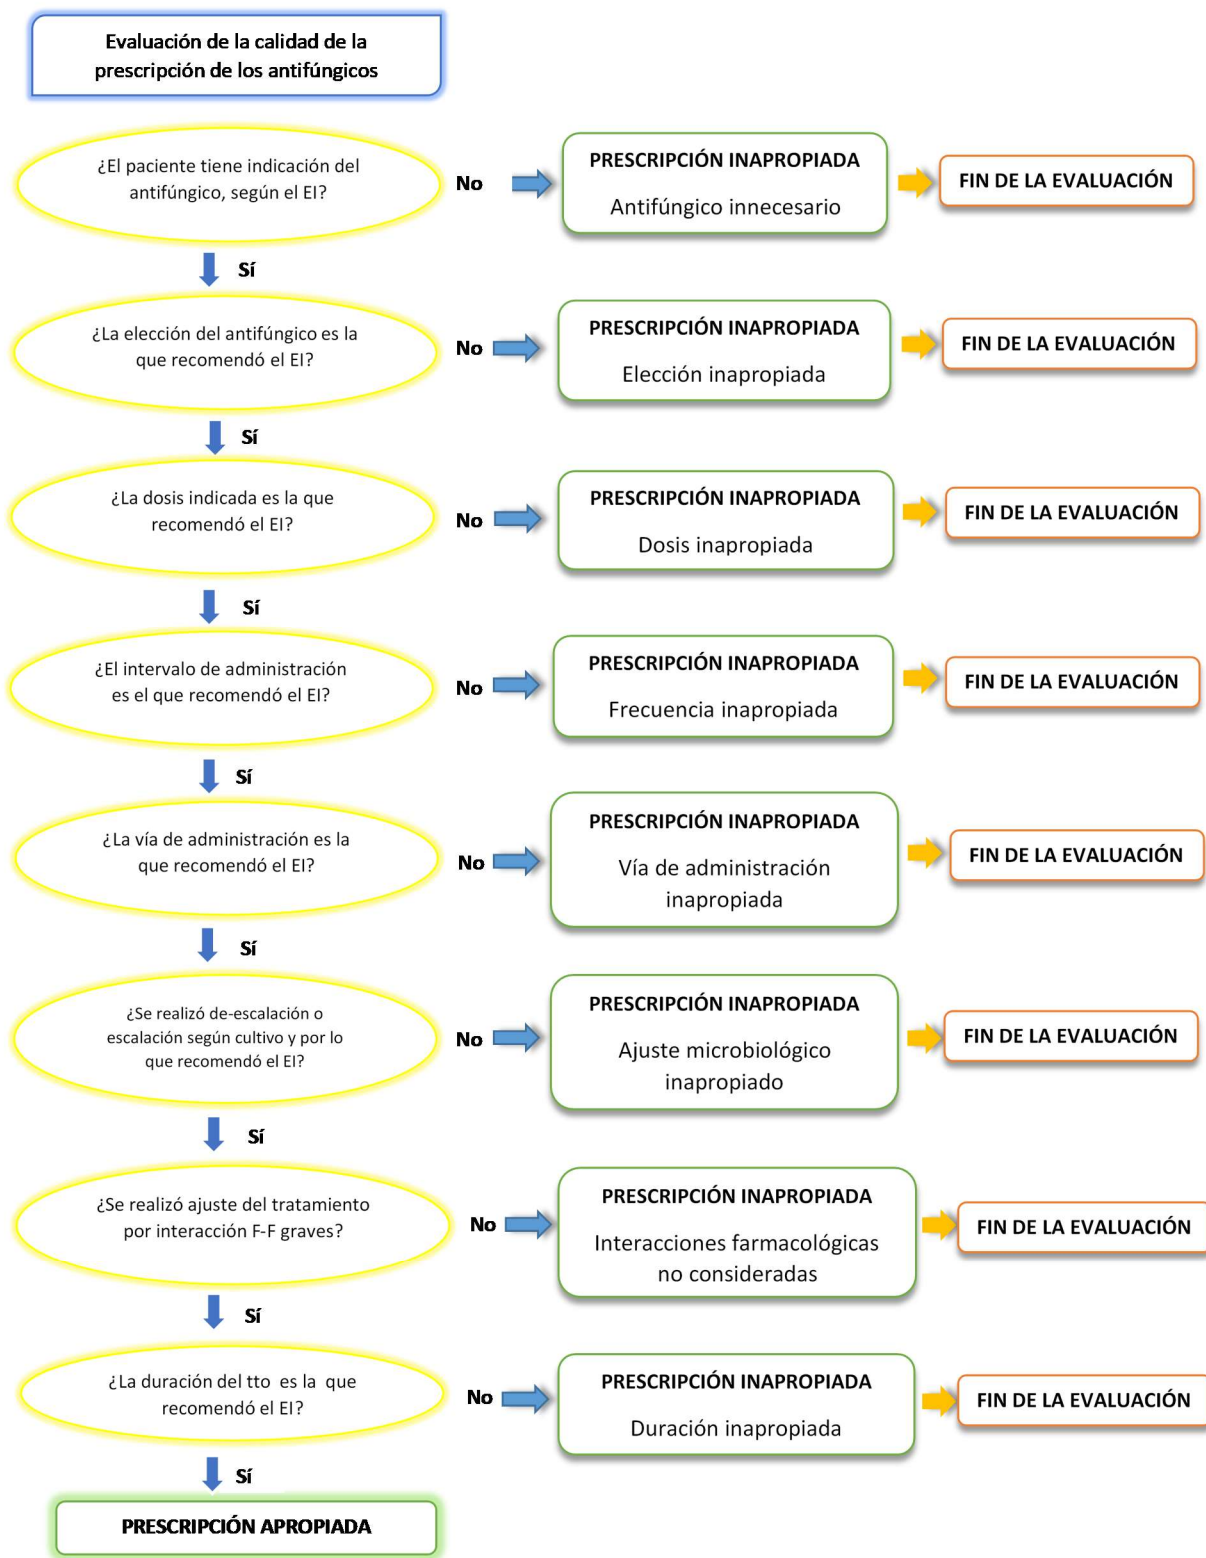 Evaluación de la calidad de la
prescripción de los antifúngicos
¿El paciente tiene indicación del
antifúngico, según el EI?
No
PRESCRIPCIÓN INAPROPIADA
Antifúngico innecesario
FIN DE LA EVALUACIÓN
Sí
¿La elección del antifúngico es la
que recomendó el EI?
No
PRESCRIPCIÓN INAPROPIADA
Elección inapropiada
FIN DE LA EVALUACIÓN
Sí
¿La dosis indicada es la que
recomendó el EI?
No
PRESCRIPCIÓN INAPROPIADA
Dosis inapropiada
FIN DE LA EVALUACIÓN
Sí
¿El intervalo de administración
es el que recomendó el EI?
No
PRESCRIPCIÓN INAPROPIADA
Frecuencia inapropiada
FIN DE LA EVALUACIÓN
Sí
¿La vía de administración es la
que recomendó el EI?
No
PRESCRIPCIÓN INAPROPIADA
Vía de administración
inapropiada
FIN DE LA EVALUACIÓN
Sí
¿Se realizó de-escalación o
escalación según cultivo y por lo
que recomendó el EI?
No
PRESCRIPCIÓN INAPROPIADA
Ajuste microbiológico
inapropiado
FIN DE LA EVALUACIÓN
Sí
¿Se realizó ajuste del tratamiento
por interacción F-F graves?
No
PRESCRIPCIÓN INAPROPIADA
Interacciones farmacológicas
no consideradas
FIN DE LA EVALUACIÓN
Sí
¿La duración del tto es la que
recomendó el EI?
No
PRESCRIPCIÓN INAPROPIADA
Duración inapropiada
FIN DE LA EVALUACIÓN
Sí
PRESCRIPCIÓN APROPIADA